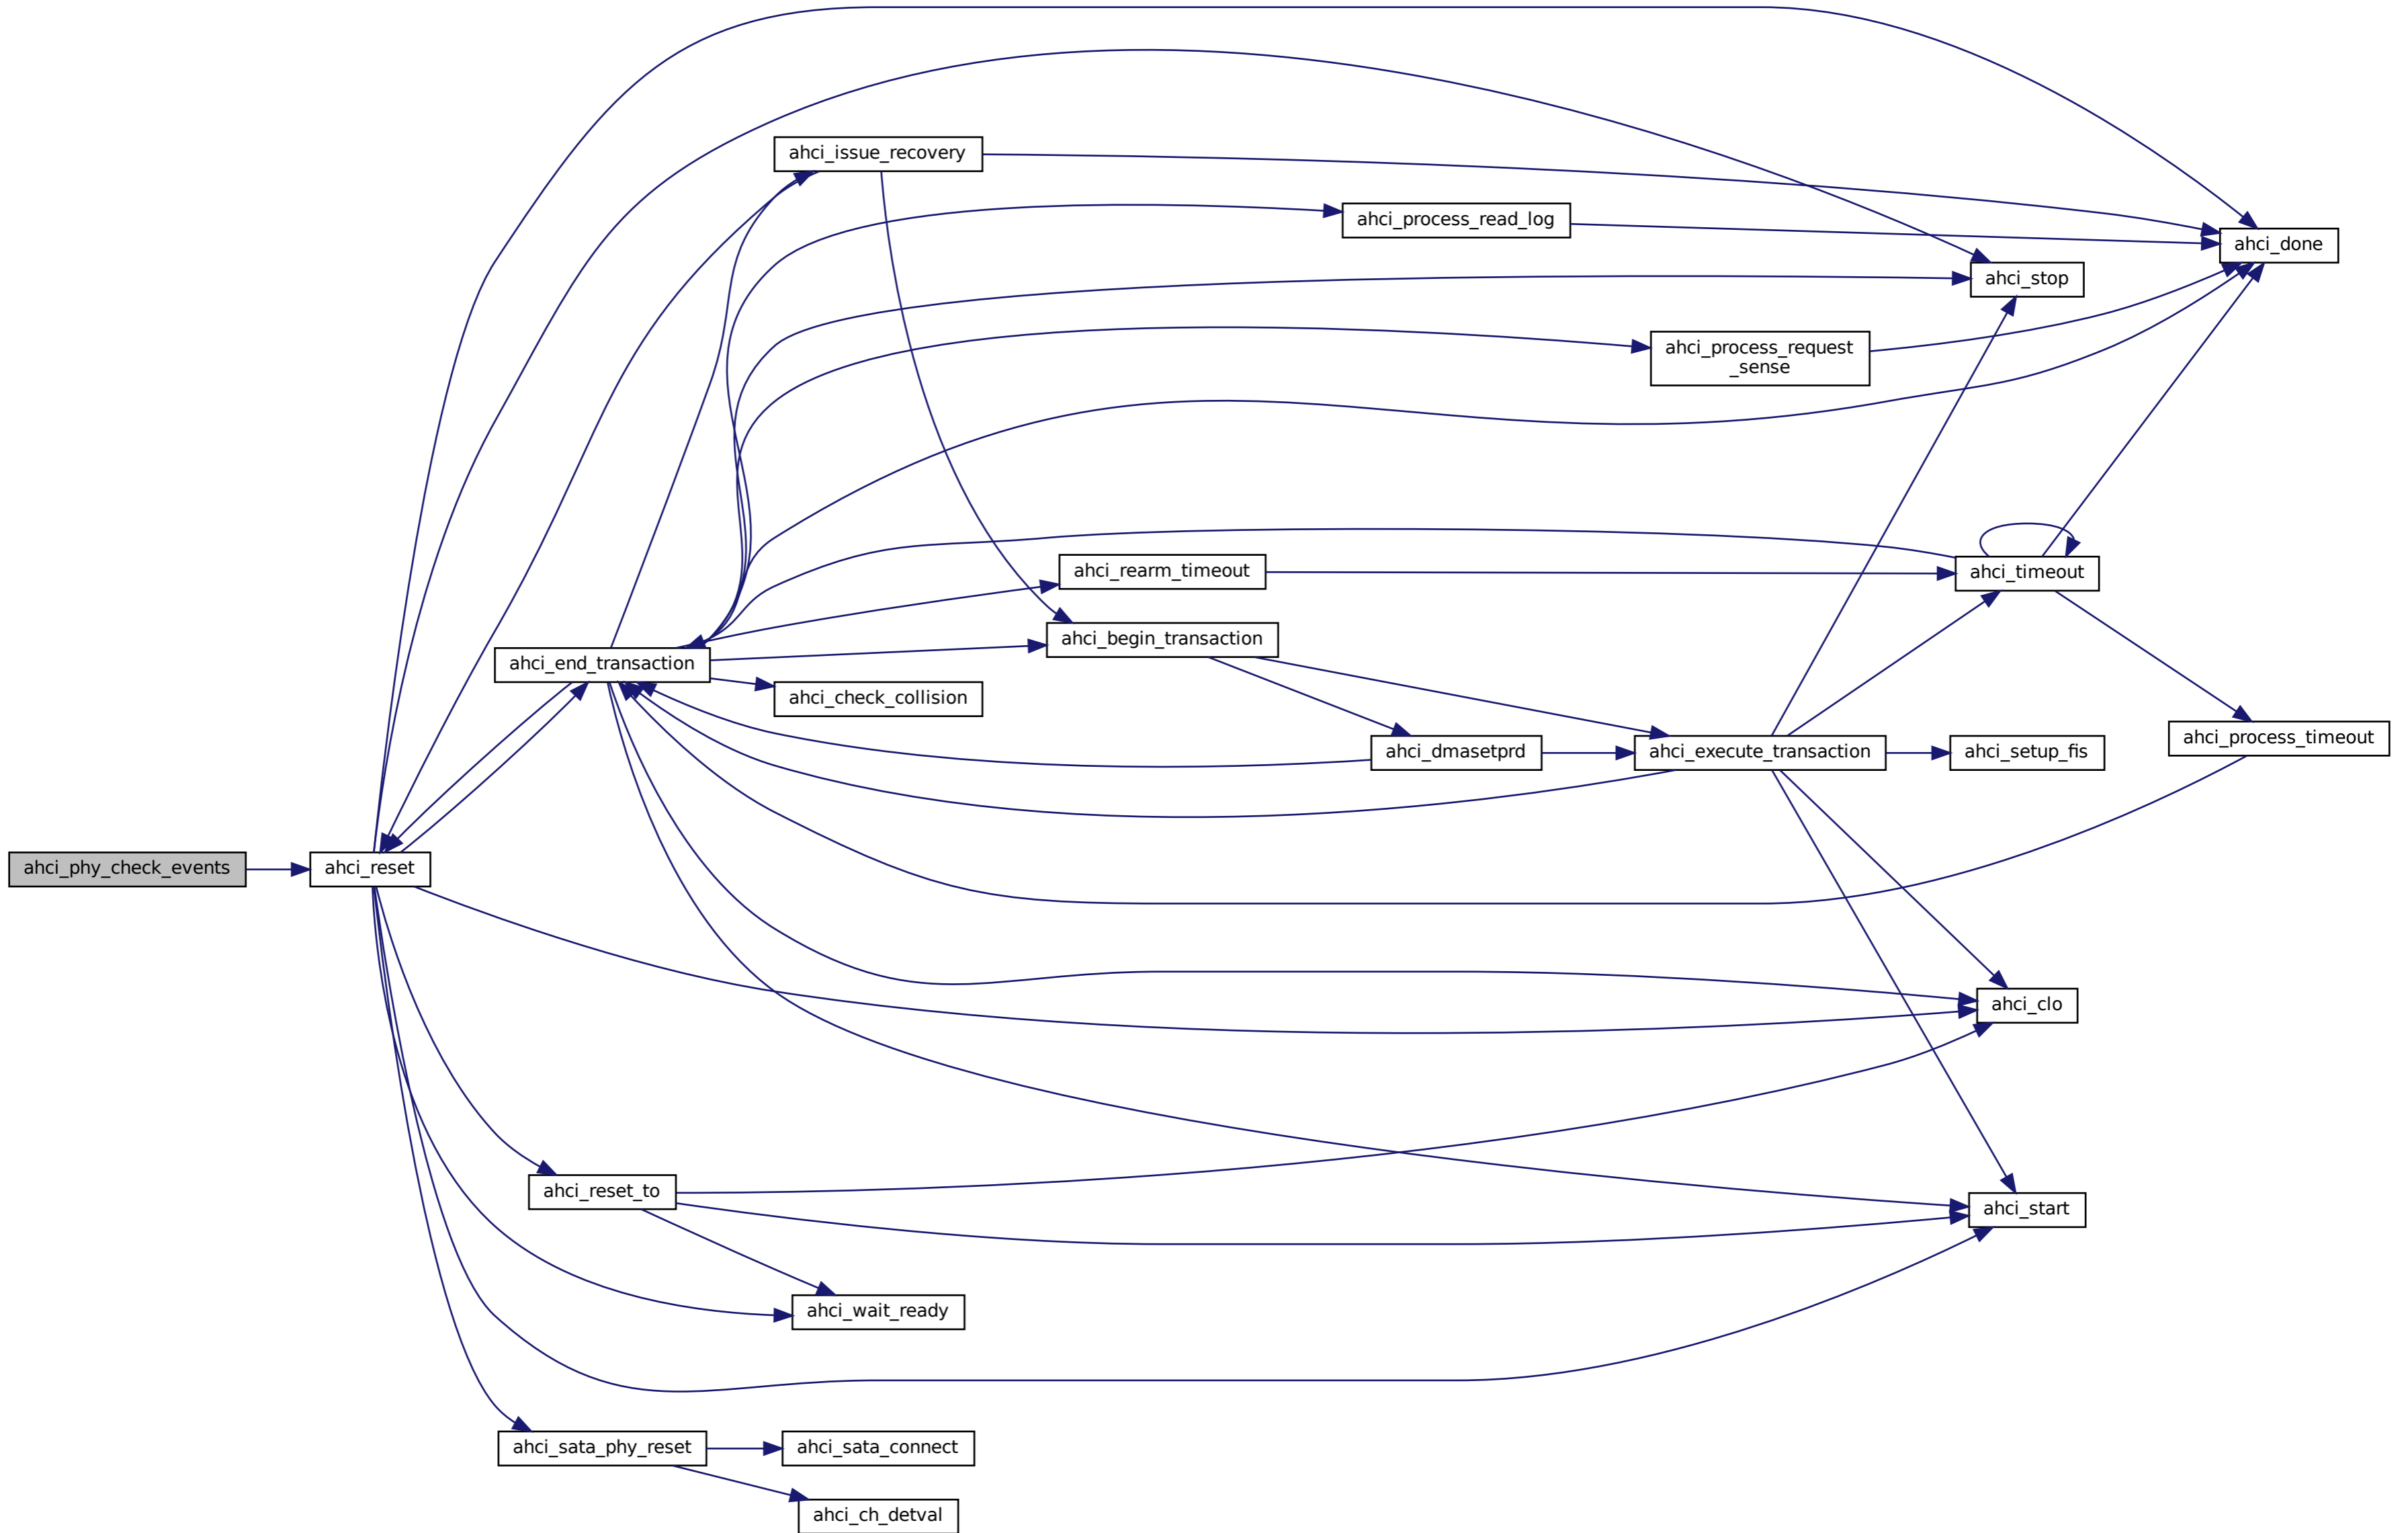 ahci_issue_recovery
ahci_process_read_log
ahci_done
ahci_stop
ahci_process_request
_sense
ahci_rearm_timeout
ahci_timeout
ahci_begin_transaction
ahci_end_transaction
ahci_check_collision
ahci_dmasetprd
ahci_execute_transaction
ahci_setup_fis
ahci_process_timeout
ahci_phy_check_events
ahci_reset
ahci_clo
ahci_reset_to
ahci_start
ahci_wait_ready
ahci_sata_phy_reset
ahci_sata_connect
ahci_ch_detval